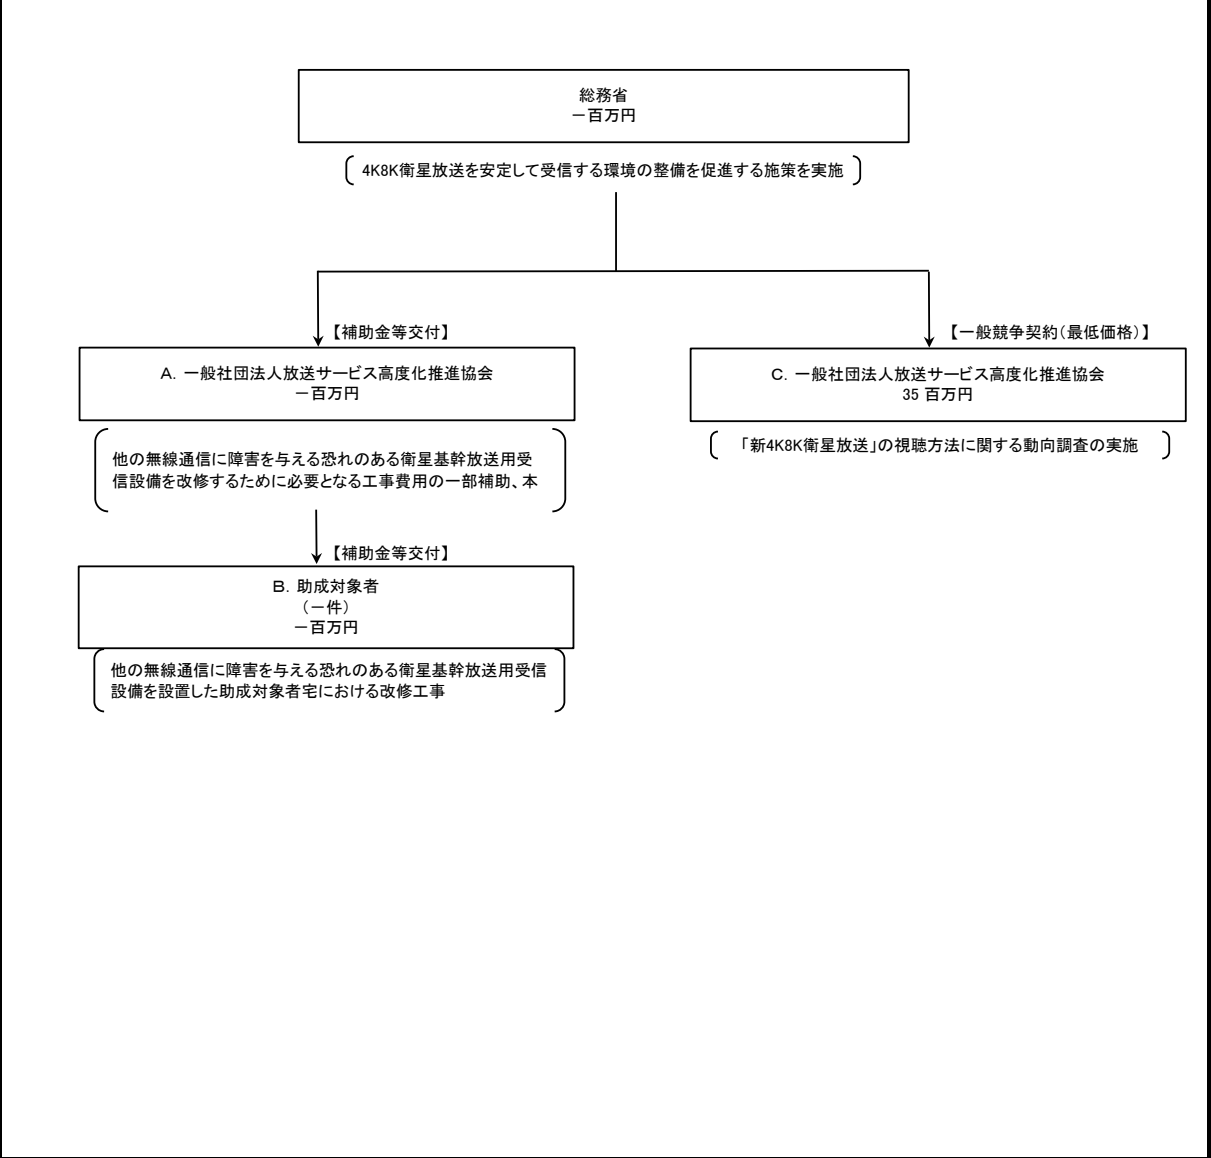 総務省
－百万円
4K8K衛星放送を安定して受信する環境の整備を促進する施策を実施
【補助金等交付】
A．一般社団法人放送サービス高度化推進協会
－百万円
他の無線通信に障害を与える恐れのある衛星基幹放送用受
信設備を改修するために必要となる工事費用の一部補助、本
【補助金等交付】
B．助成対象者
（－件）
－百万円
他の無線通信に障害を与える恐れのある衛星基幹放送用受信
設備を設置した助成対象者宅における改修工事
【一般競争契約（最低価格）】
C．一般社団法人放送サービス高度化推進協会
35 百万円
「新4K8K衛星放送」の視聴方法に関する動向調査の実施